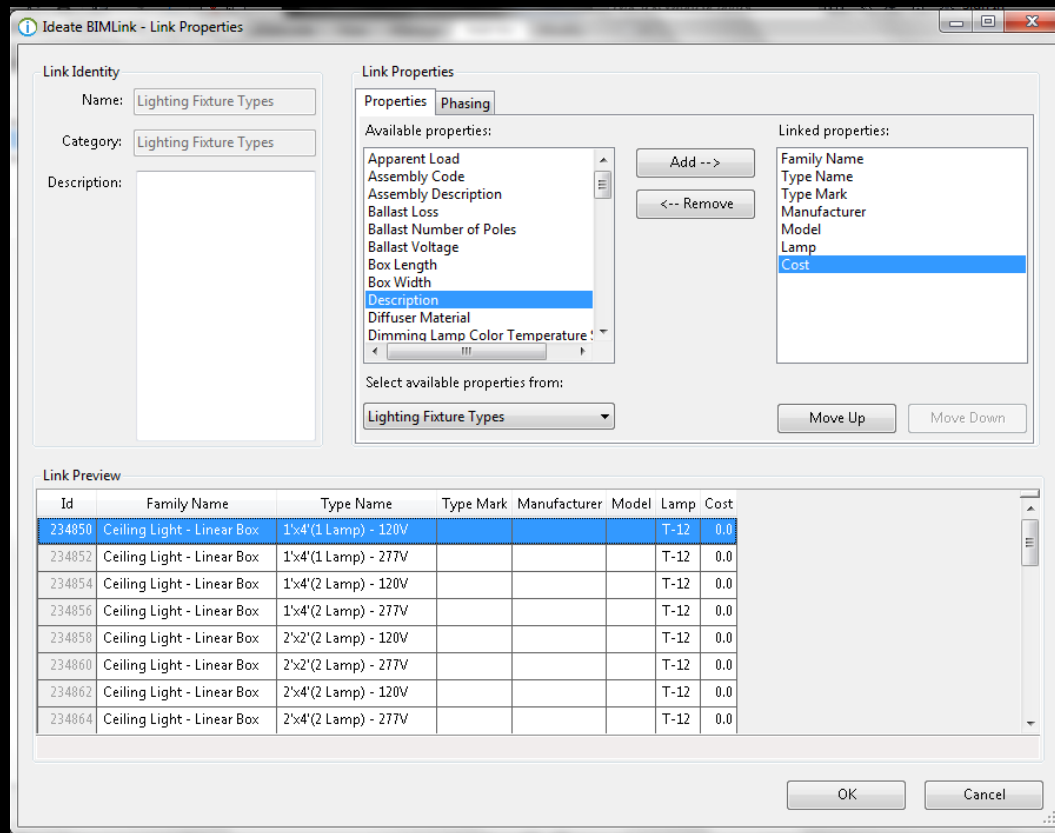 Ideate BIMLink - Link Properties
Link Identity
Name: Lighting Fixture Types
Category: Lighting Fixture Types
Description:
Link Properties
Properties Phasing
Available properties:
Apparent Load
Assembly Code
Assembly Description
Ballast Loss
Ballast Number of Poles
Ballast Voltage
Box Length
Box Width
Description
Diffuser Material
Dimming Lamp Color Temperature
Select available properties from:
Lighting Fixture Types
Add -->
<-- Remove
Linked properties:
Family Name
Type Name
Type Mark
Manufacturer
Model
Lamp
Cost
Move Up Move Down
Link Preview
Id Family Name Type Name Type Mark Manufacturer Model Lamp Cost
234850 Ceiling Light - Linear Box 1'x4'(1 Lamp) - 120V T-12 0.0
234852 Ceiling Light - Linear Box 1'x4'(1 Lamp) - 277V T-12 0.0
234854 Ceiling Light - Linear Box 1'x4'(2 Lamp) - 120V T-12 0.0
234856 Ceiling Light - Linear Box 1'x4'(2 Lamp) - 277V T-12 0.0
234858 Ceiling Light - Linear Box 2'x2'(2 Lamp) - 120V T-12 0.0
234860 Ceiling Light - Linear Box 2'x2'(2 Lamp) - 277V T-12 0.0
234862 Ceiling Light - Linear Box 2'x4'(2 Lamp) - 120V T-12 0.0
234864 Ceiling Light - Linear Box 2'x4'(2 Lamp) - 277V T-12 0.0
OK Cancel